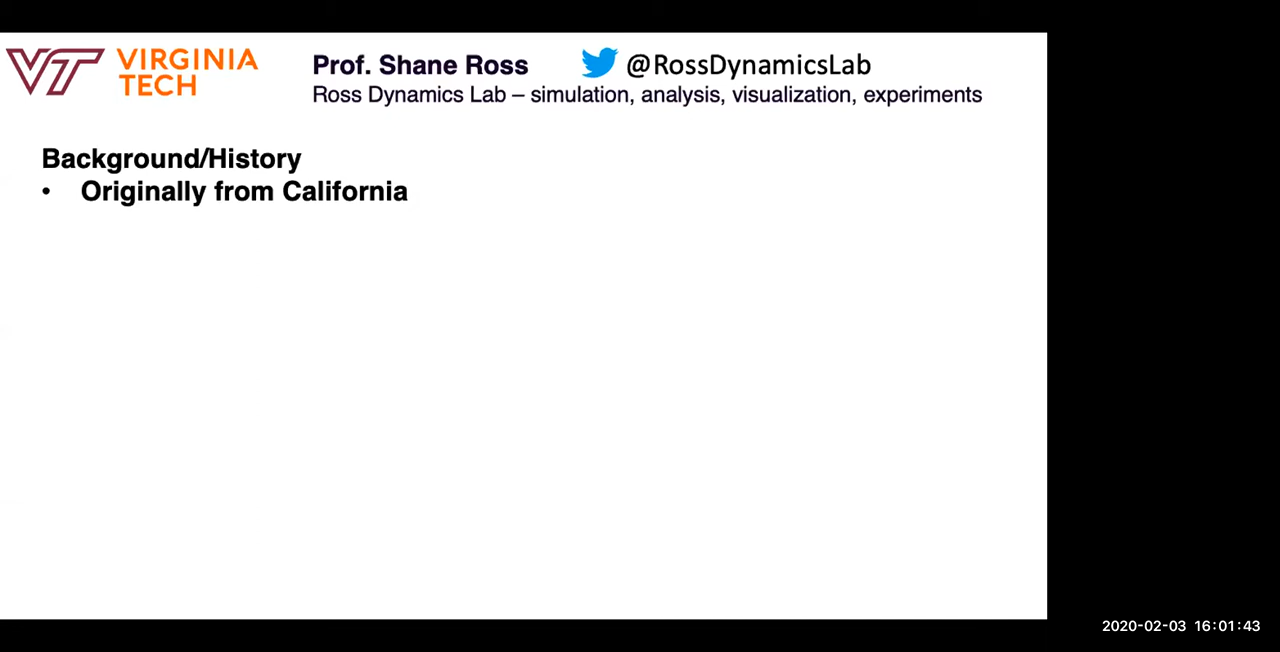 VT VIRGINIA TECH
Prof. Shane Ross @RossDynamicsLab
Ross Dynamics Lab – simulation, analysis, visualization, experiments
Background/History
• Originally from California
2020-02-03 16:01:43